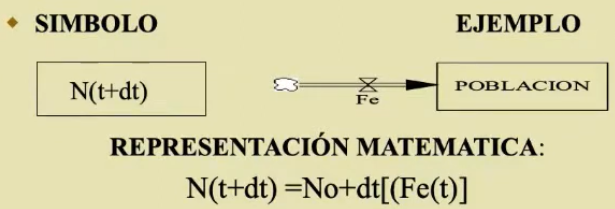 SIMBOLO EJEMPLO
N(t+dt) Fe POBLACION
REPRESENTACIÓN MATEMATICA:
N(t+dt) =No+dt[(Fe(t)]